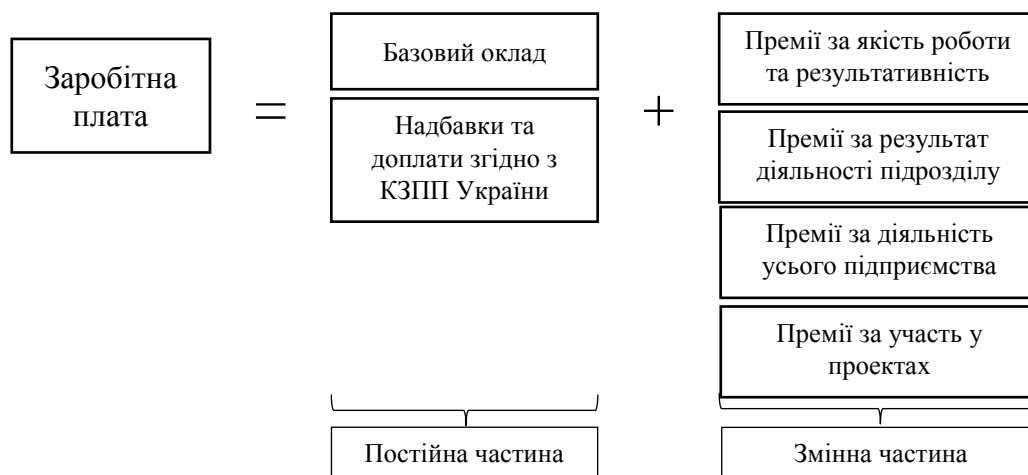 Заробітна
плата
=
Базовий оклад
Надбавки та
доплати згідно з
КЗПП України
+
Премії за якість роботи
та результативність
Премії за результат
діяльності підрозділу
Премії за діяльність
усього підприємства
Премії за участь у
проектах
Постійна частина
Змінна частина